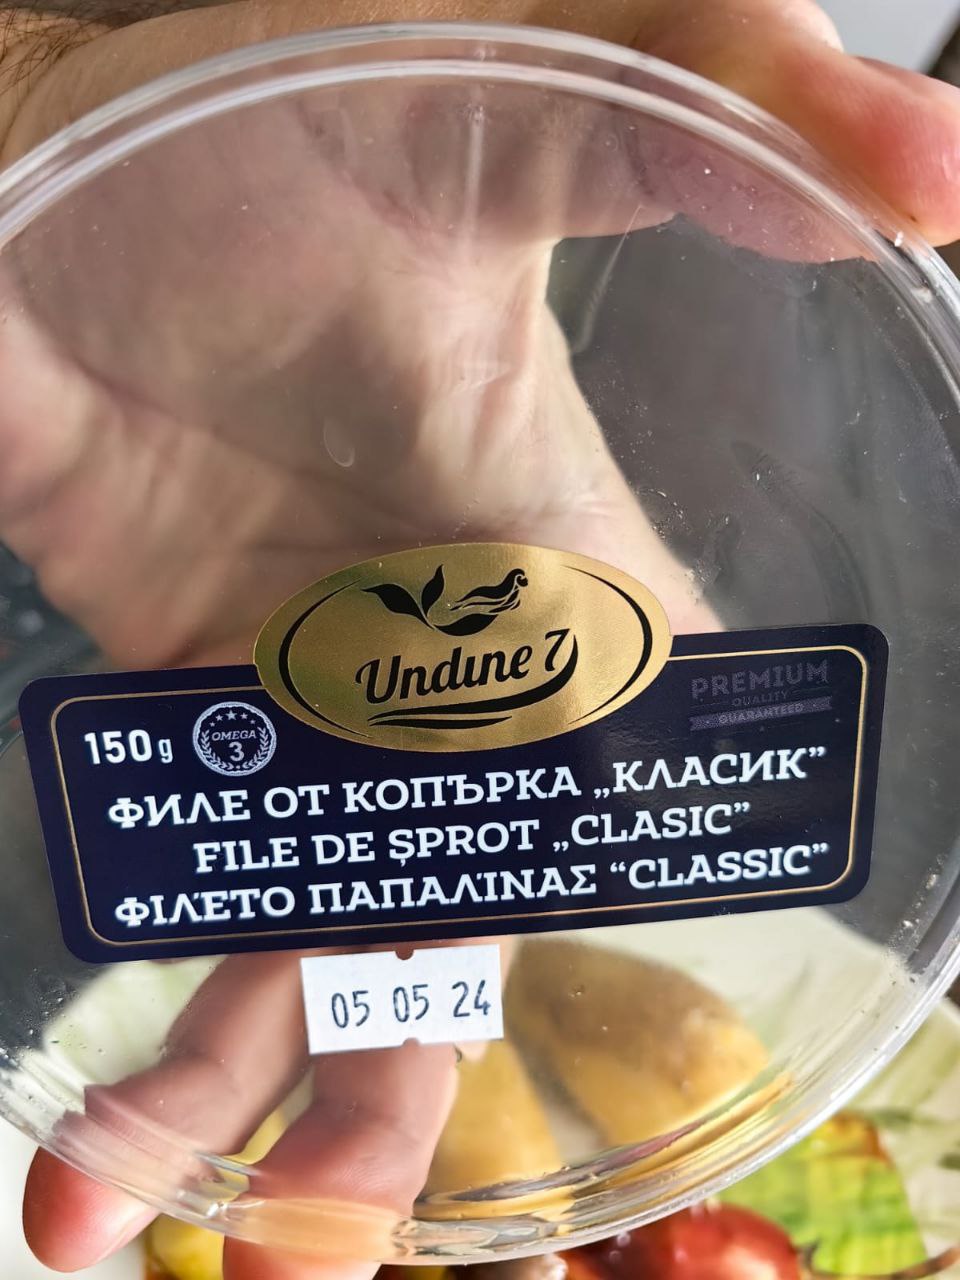 Undine 7
PREMIUM
QUALITY
GUARANTEED
150g
OMEGA
3
ФИЛЕ ОТ КОПЪРКА „КЛАСИК”
FILE DE ȘPROT „CLASIC”
ΦΙΛΈΤΟ ΠΑΠΑΛΊΝΑΣ “CLASSIC”
05 05 24